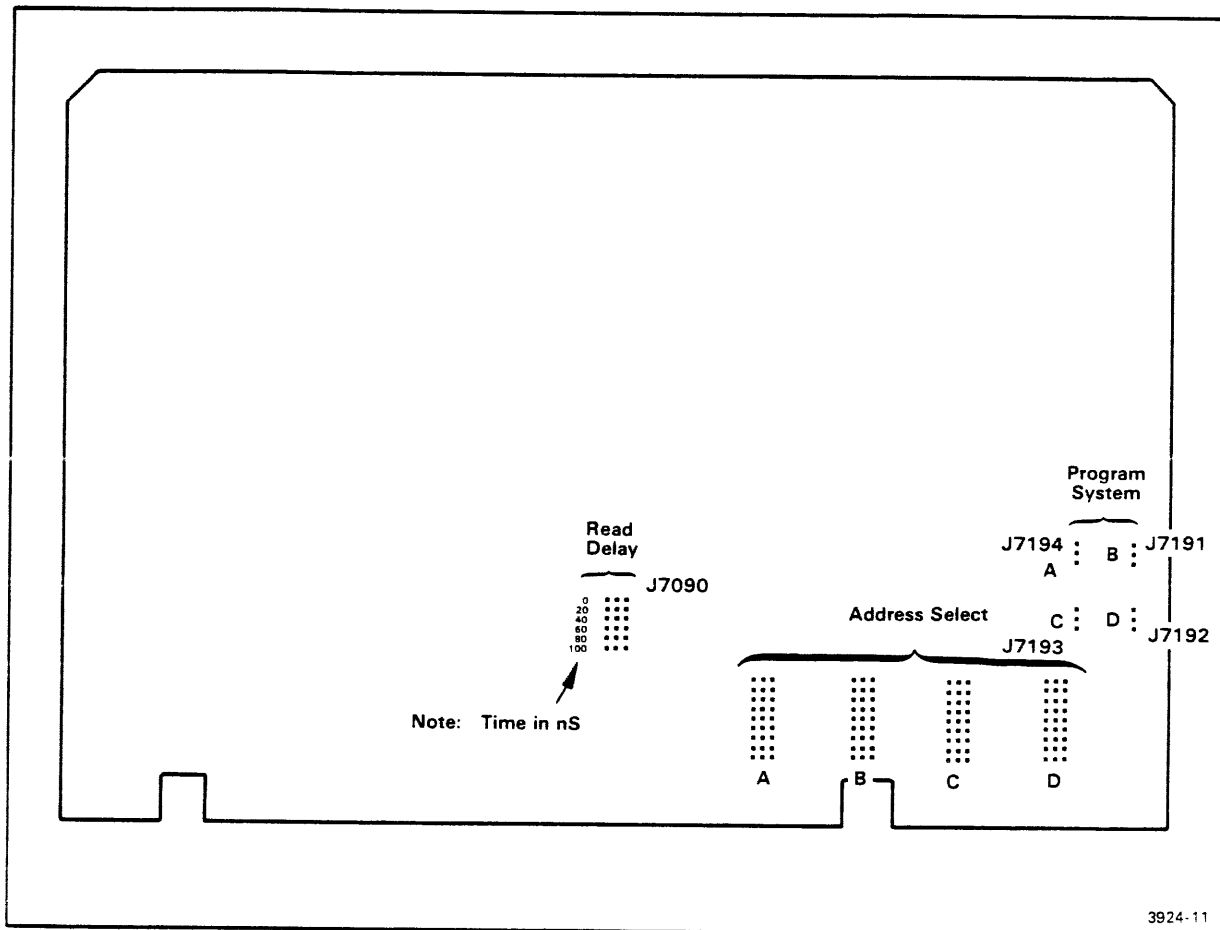 Program
System
J7194
B
J7191
A
Read
Delay
J7090
0
20
40
60
80
100
C
D
J7193
J7192
Address Select
Note: Time in nS
A
B
C
D
3924-11